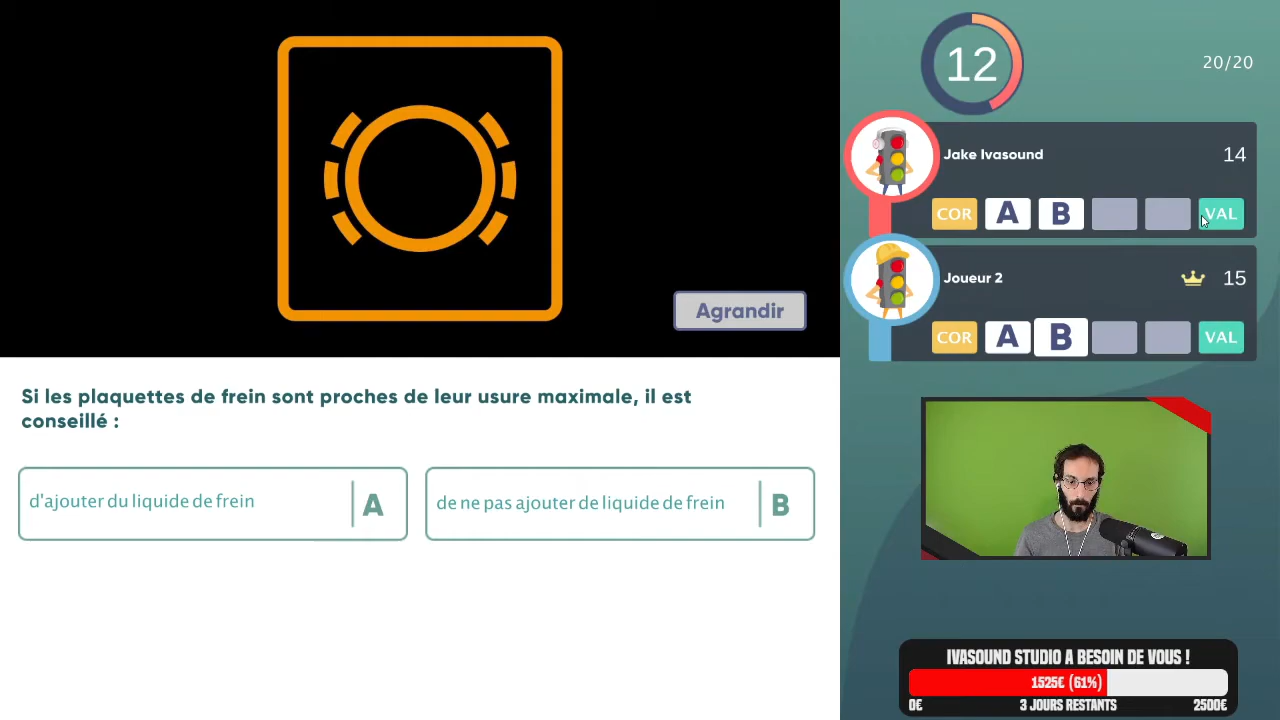 12
20/20
Jake Ivasound
14
COR A B VAL
Joueur 2
15
COR A B VAL
Agrandir
Si les plaquettes de frein sont proches de leur usure maximale, il est
conseillé :
d'ajouter du liquide de frein
A
de ne pas ajouter de liquide de frein
B
IVASOUND STUDIO A BESOIN DE VOUS !
1525€ (61%)
0€ 3 JOURS RESTANTS 2500€